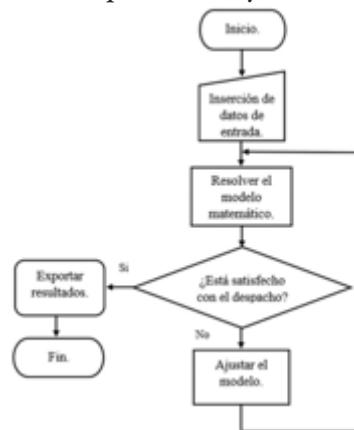 Inicio.
Inserción de
datos de
entrada.
Resolver el
modelo
matemático.
¿Está satisfecho
con el despacho?
Si
Exportar
resultados.
Fin.
No
Ajustar el
modelo.